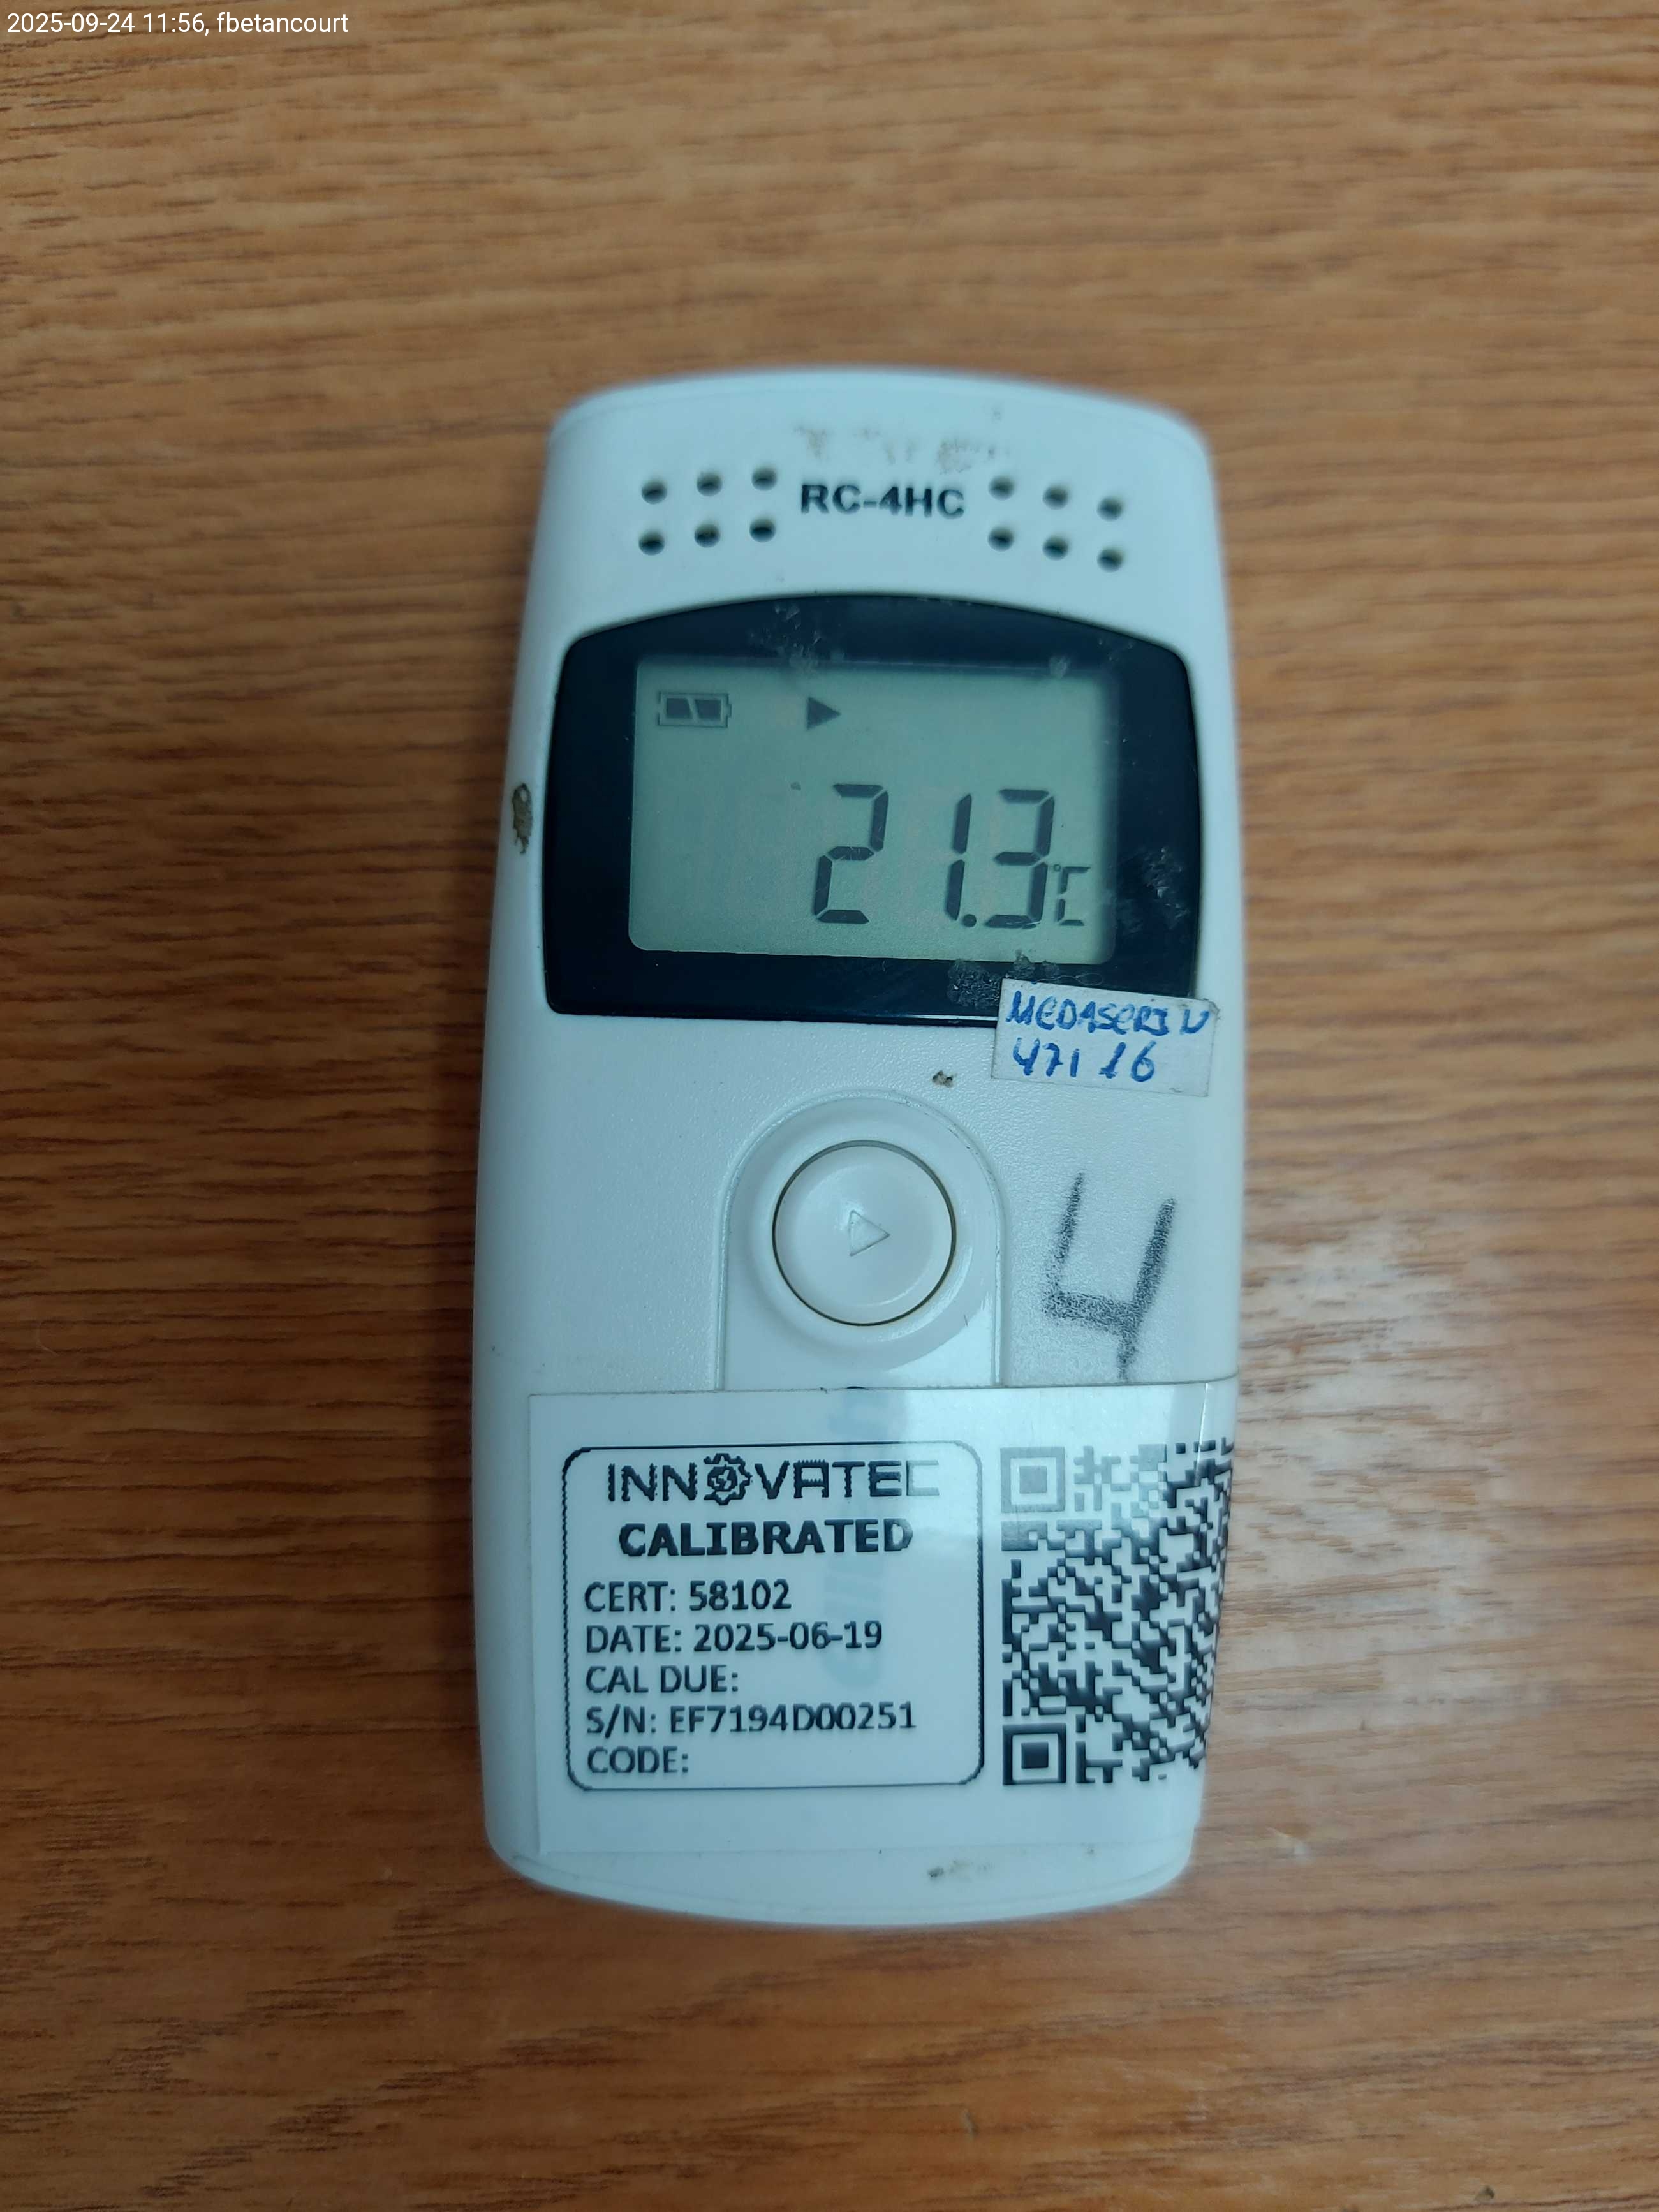 2025-09-24 11:56, fbetancourt
RC-4HC
21.3°C
47116
4
INNOVATEC
CALIBRATED
CERT: 58102
DATE: 2025-06-19
CAL DUE:
S/N: EF7194D00251
CODE: